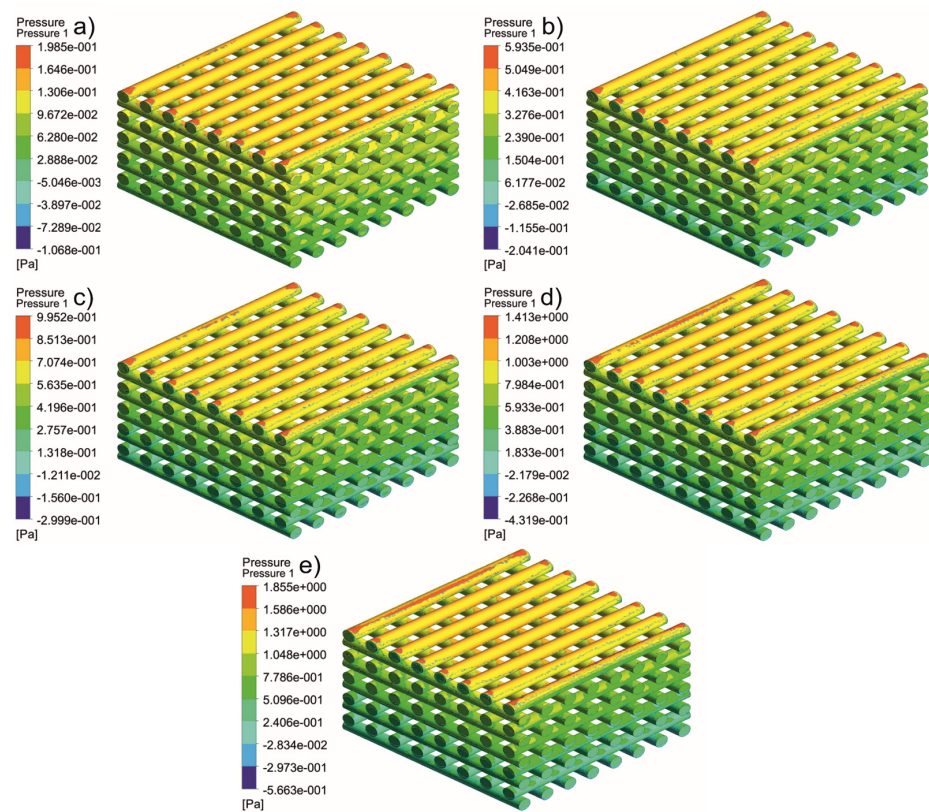 Pressure
Pressure 1
a)
1.985e-001
1.646e-001
1.306e-001
9.672e-002
6.280e-002
2.888e-002
-5.046e-003
-3.897e-002
-7.289e-002
-1.068e-001
[Pa]
Pressure
Pressure 1
b)
5.935e-001
5.049e-001
4.163e-001
3.276e-001
2.390e-001
1.504e-001
6.177e-002
-2.685e-002
-1.155e-001
-2.041e-001
[Pa]
Pressure
Pressure 1
c)
9.952e-001
8.513e-001
7.074e-001
5.635e-001
4.196e-001
2.757e-001
1.318e-001
-1.211e-002
-1.560e-001
-2.999e-001
[Pa]
Pressure
Pressure 1
d)
1.413e+000
1.208e+000
1.003e+000
7.984e-001
5.933e-001
3.883e-001
1.833e-001
-2.179e-002
-2.268e-001
-4.319e-001
[Pa]
Pressure
Pressure 1
e)
1.855e+000
1.586e+000
1.317e+000
1.048e+000
7.786e-001
5.096e-001
2.406e-001
-2.834e-002
-2.973e-001
-5.663e-001
[Pa]